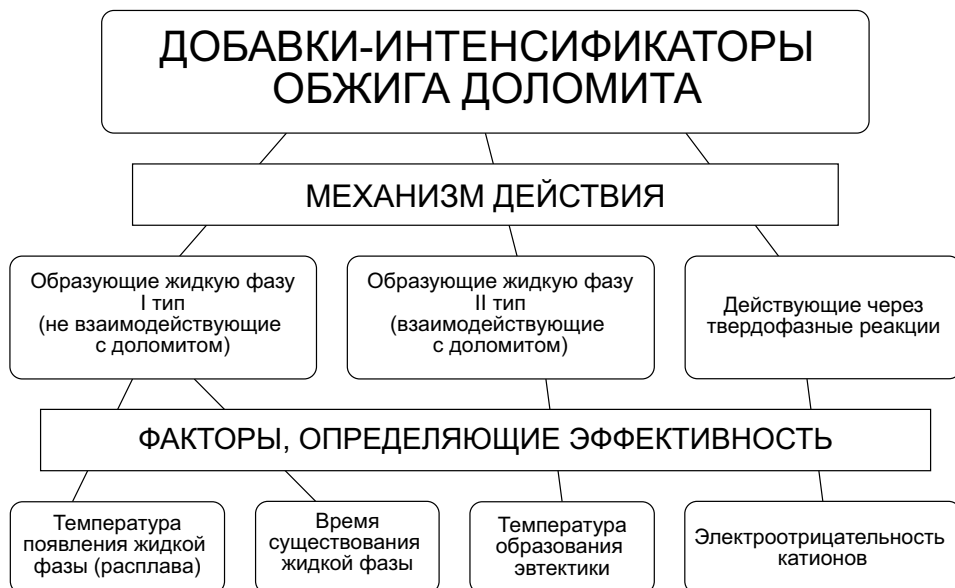 ДОБАВКИ-ИНТЕНСИФИКАТОРЫ
ОБЖИГА ДОЛОМИТА
МЕХАНИЗМ ДЕЙСТВИЯ
Образующие жидкую фазу
I тип
(не взаимодействующие
с доломитом)
Образующие жидкую фазу
II тип
(взаимодействующие
с доломитом)
Действующие через
твердофазные реакции
ФАКТОРЫ, ОПРЕДЕЛЯЮЩИЕ ЭФФЕКТИВНОСТЬ
Температура
появления жидкой
фазы (расплава)
Время
существования
жидкой фазы
Температура
образования
эвтектики
Электроотрицательность
катионов